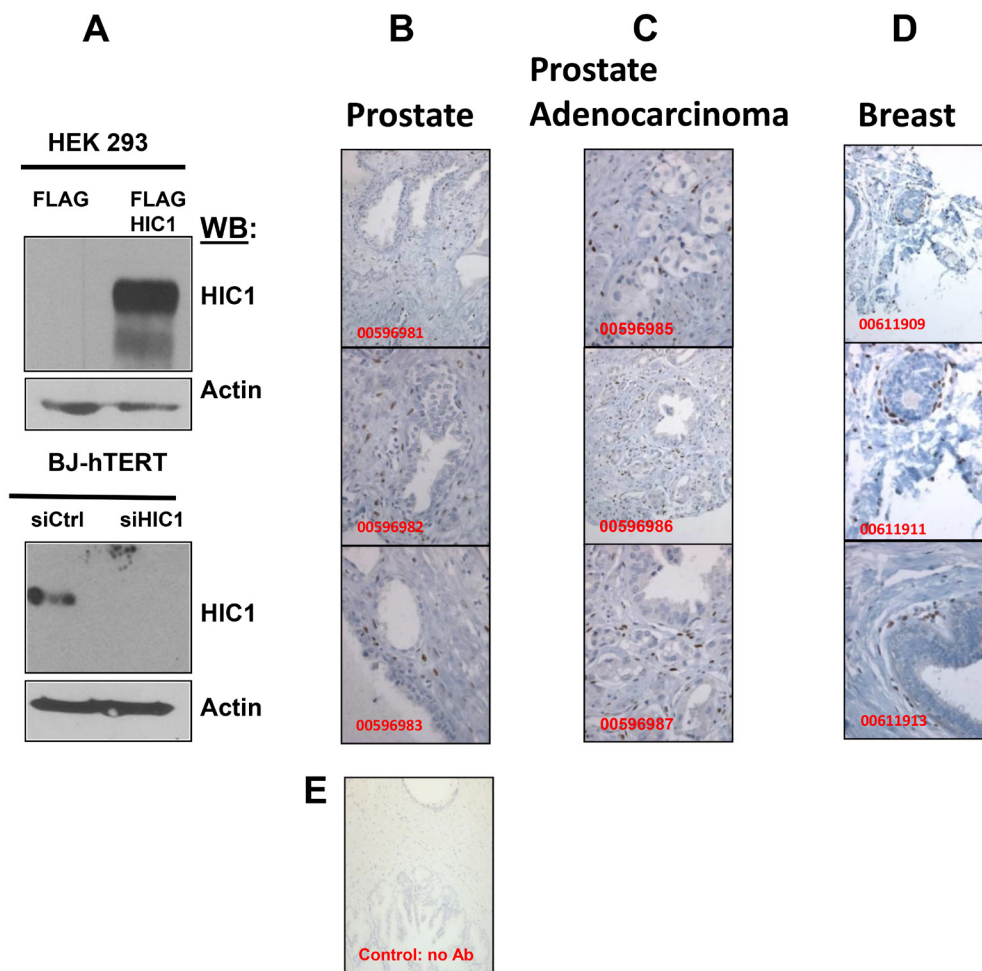 A
B
C
D
Prostate
Prostate
Adenocarcinoma
Breast
HEK 293
FLAG
FLAG
HIC1
WB:
HIC1
Actin
BJ-hTERT
siCtrl
siHIC1
HIC1
Actin
00596981
00596982
00596983
00596985
00596986
00596987
00611909
00611911
00611913
E
Control: no Ab